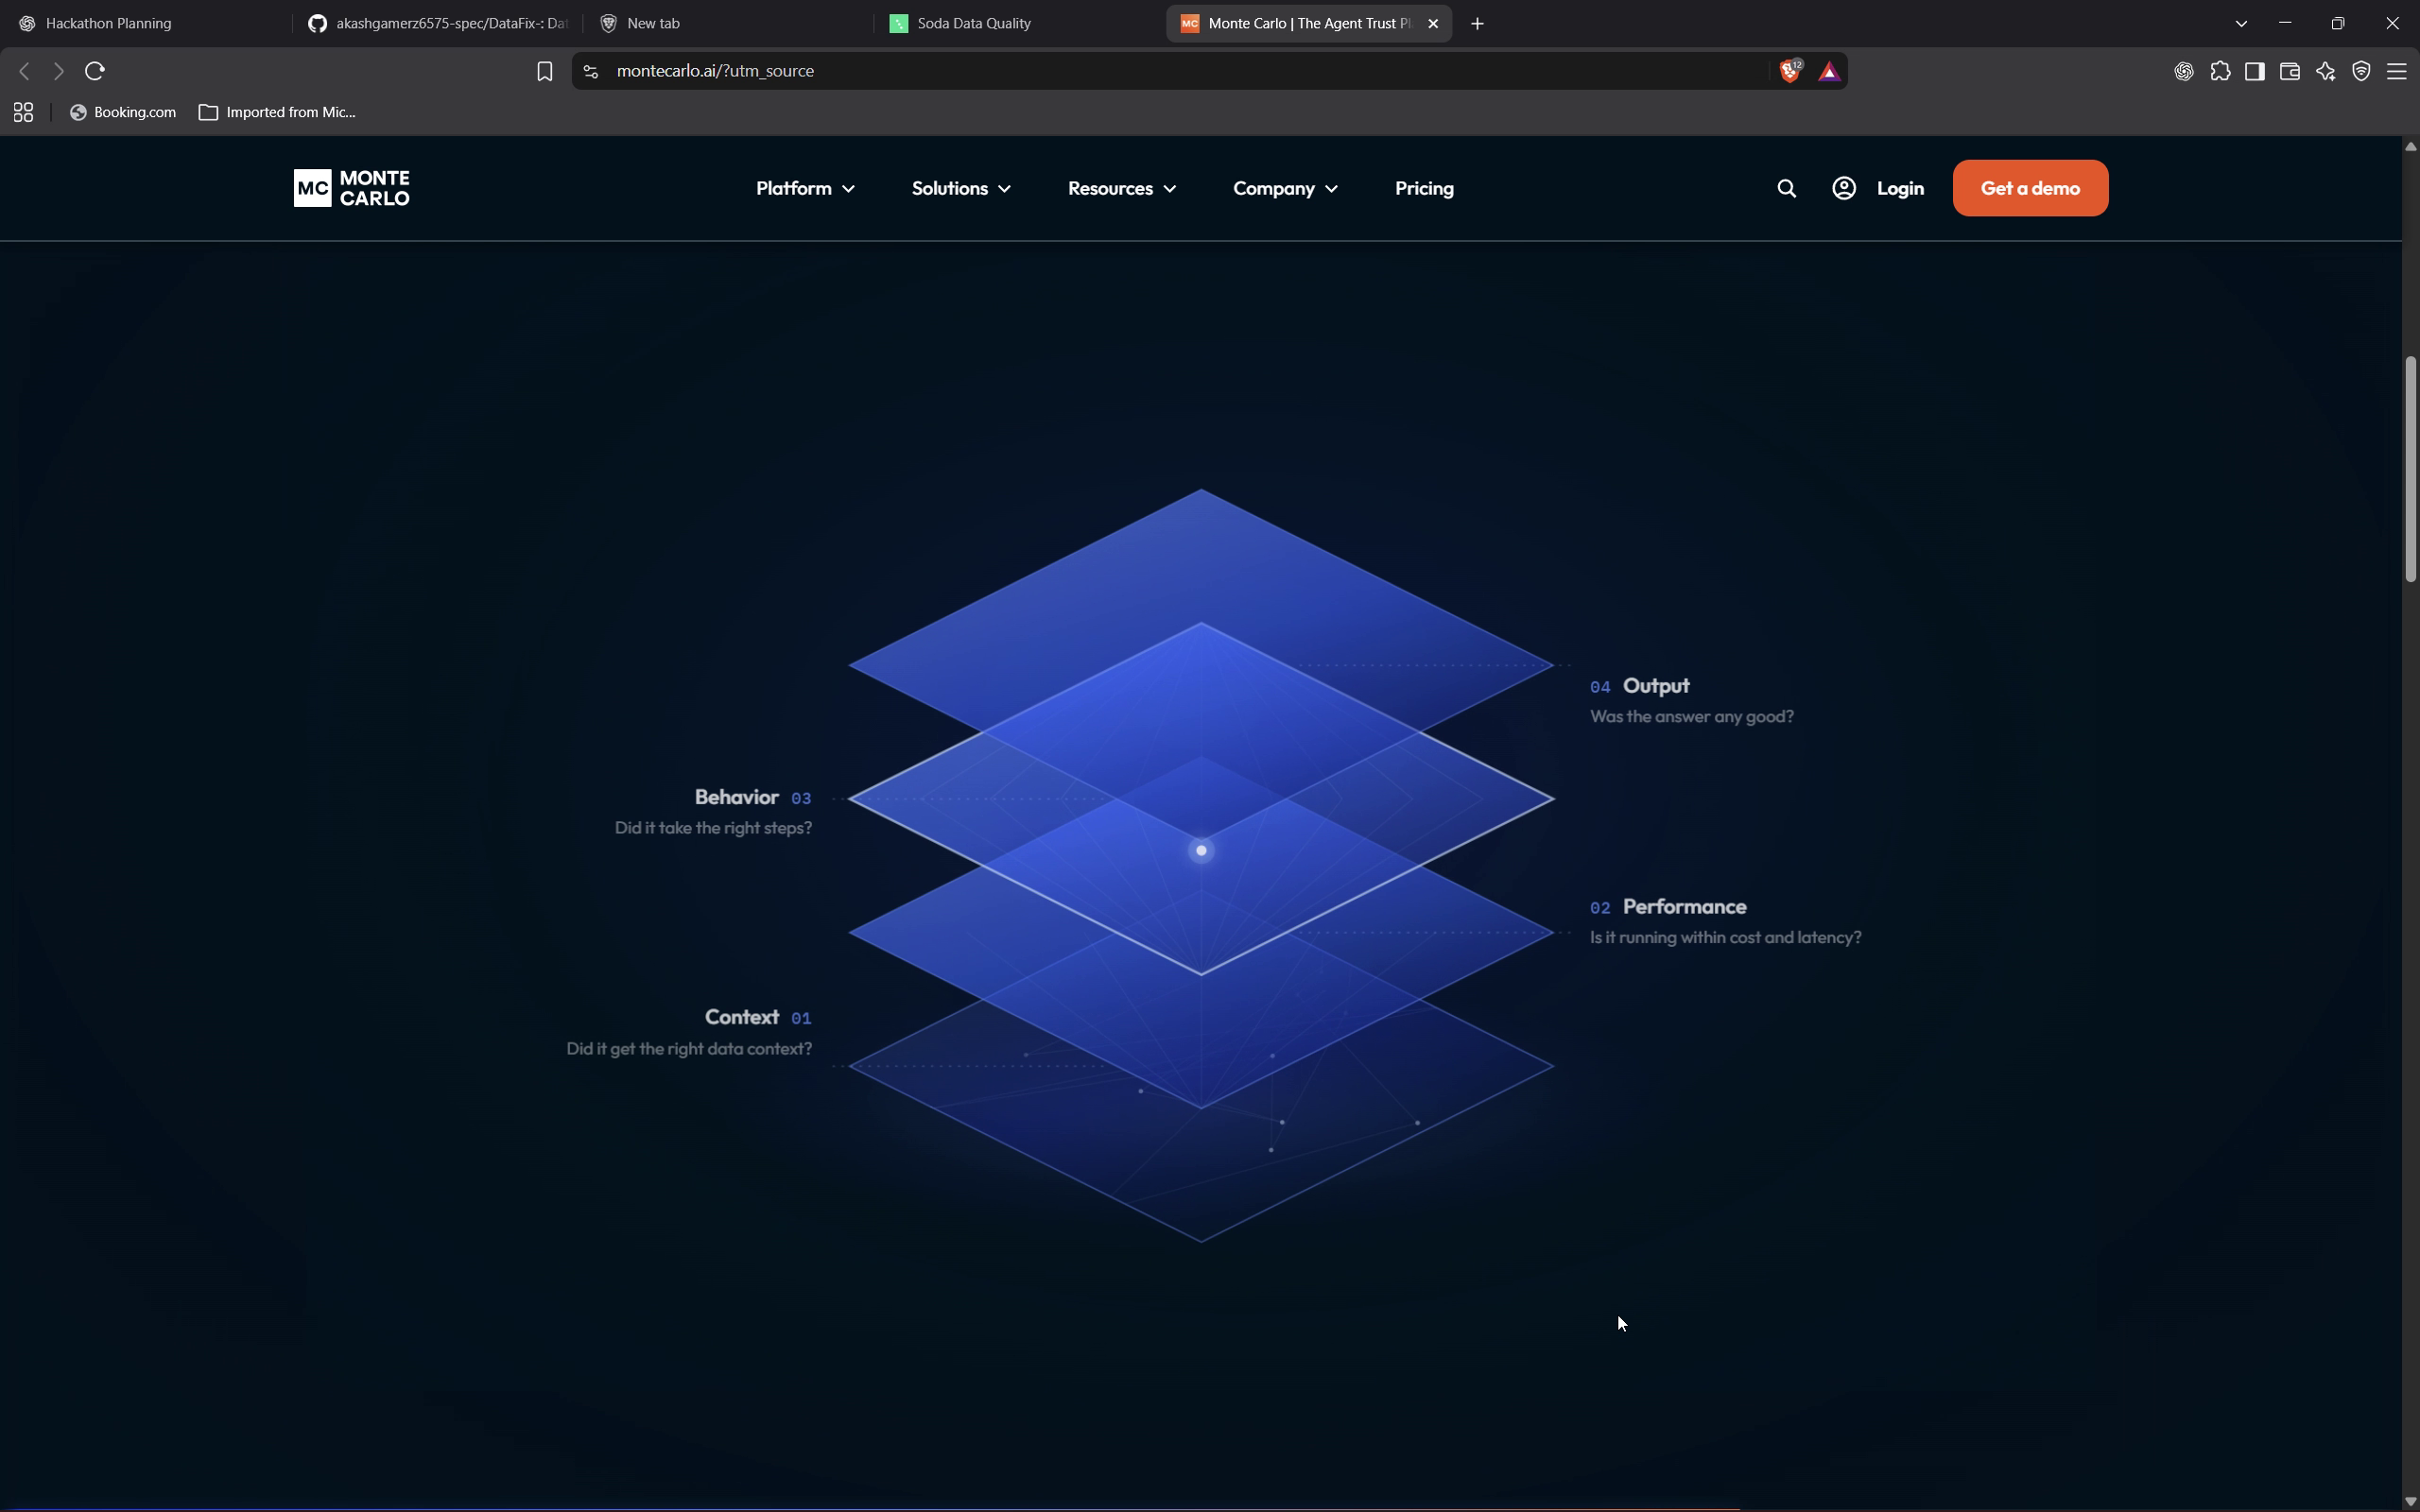 Hackathon Planning
akashgamerz6575-spec/DataFix-: Dat
New tab
Soda Data Quality
MC Monte Carlo | The Agent Trust Pl
montecarlo.ai/?utm_source
12
Booking.com
Imported from Mic...
MC MONTE
CARLO
Platform
Solutions
Resources
Company
Pricing
Login
Get a demo
04 Output
Was the answer any good?
Behavior 03
Did it take the right steps?
02 Performance
Is it running within cost and latency?
Context 01
Did it get the right data context?